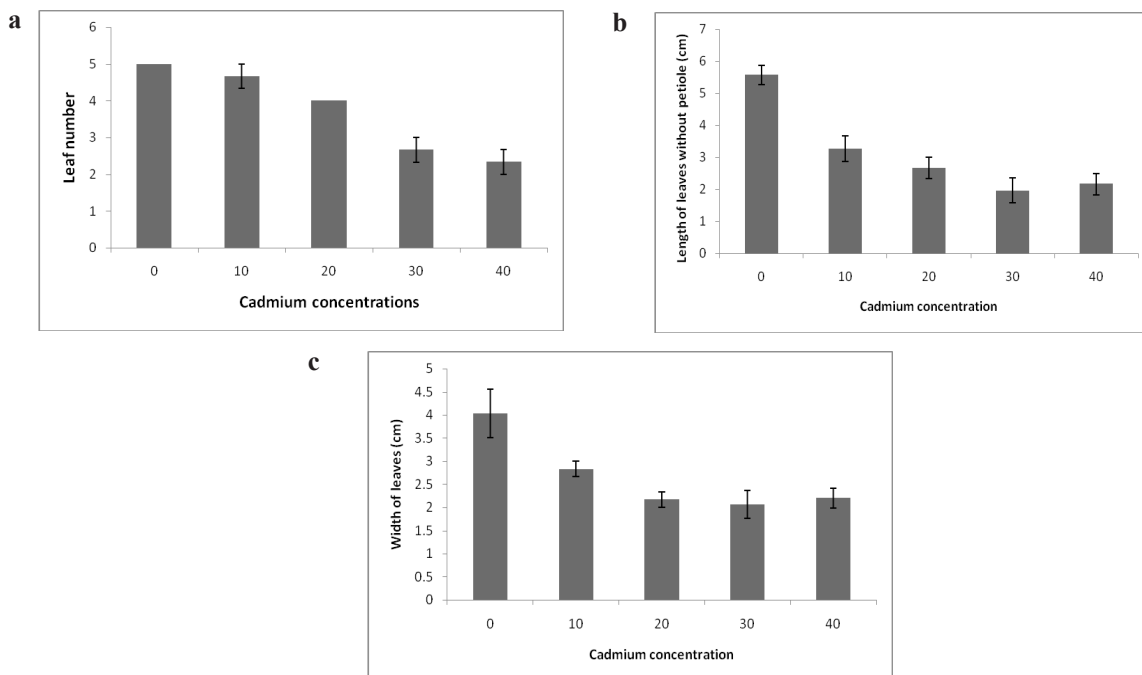 a
Leaf number
6
5
4
3
2
1
0
0 10 20 30 40
Cadmium concentrations
b
Length of leaves without petiole (cm)
7
6
5
4
3
2
1
0
0 10 20 30 40
Cadmium concentration
c
Width of leaves (cm)
5
4.5
4
3.5
3
2.5
2
1.5
1
0.5
0
0 10 20 30 40
Cadmium concentration